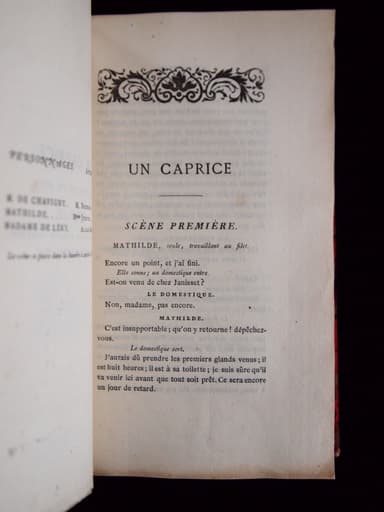 PERSONNAGES
M. DE CHAVIGNY.
MATHILDE.
MADAME DE LÉRY.
UN CAPRICE
SCÈNE PREMIÈRE.
MATHILDE, seule, travaillant au filet.
Encore un point, et j'ai fini.
Elle sonne; un domestique entre.
Est-on venu de chez Janisset?
LE DOMESTIQUE.
Non, madame, pas encore.
MATHILDE.
C'est insupportable; qu'on y retourne! dépêchez-
vous.
Le domestique sort.
J'aurais dû prendre les premiers glands venus; il
est huit heures; il est à sa toilette; je suis sûre qu'il
va venir ici avant que tout soit prêt. Ce sera encore
un jour de retard.